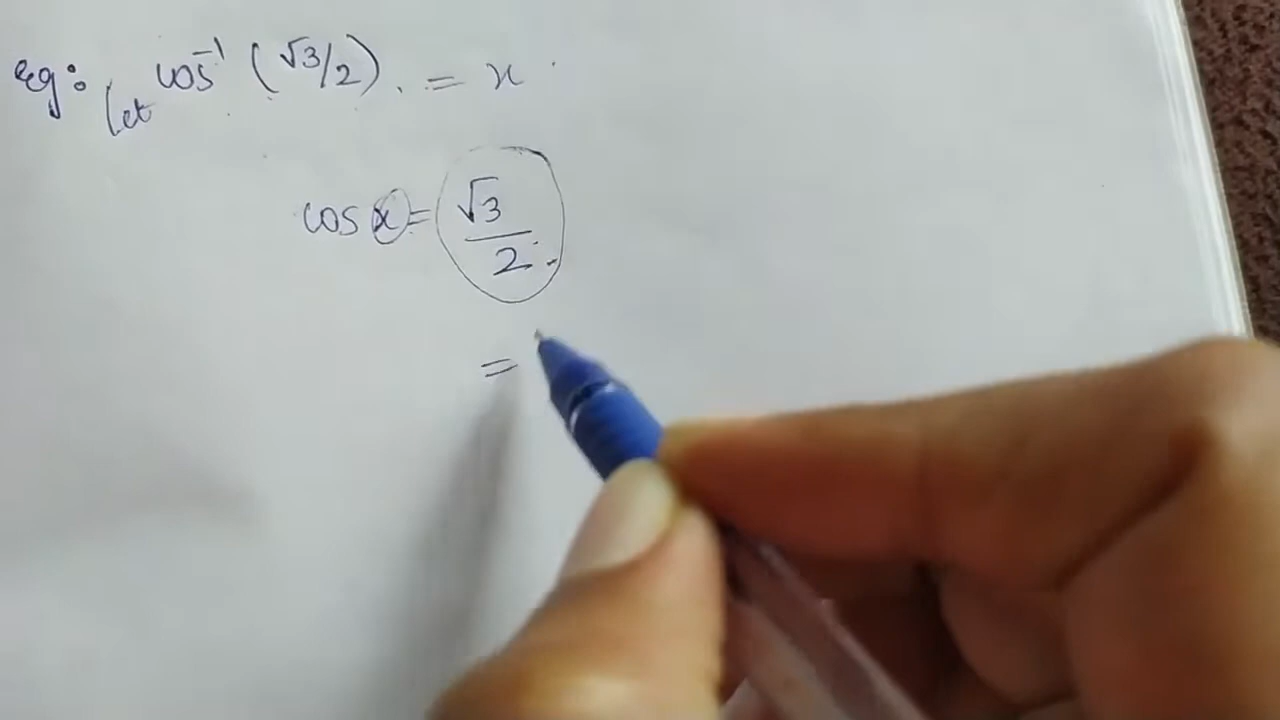 eg: let cos⁻¹ (√3/2). = x
cos x = √3/2.
=